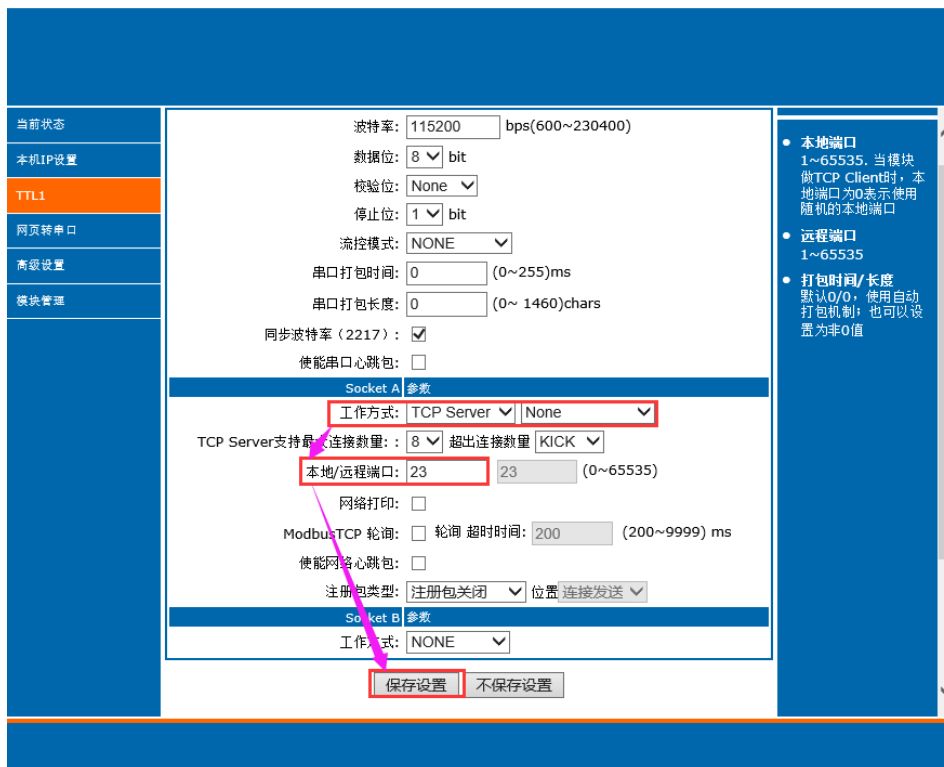 当前状态
本机IP设置
TTL1
网页转串口
高级设置
模块管理
波特率: 115200 bps(600~230400)
数据位: 8 bit
校验位: None
停止位: 1 bit
流控模式: NONE
串口打包时间: 0 (0~255)ms
串口打包长度: 0 (0~ 1460)chars
同步波特率（2217）:
使能串口心跳包:
Socket A 参数
工作方式: TCP Server None
TCP Server支持最大连接数量: : 8 超出连接数量 KICK
本地/远程端口: 23 23 (0~65535)
网络打印:
ModbusTCP 轮询: 轮询 超时时间: 200 (200~9999) ms
使能网络心跳包:
注册包类型: 注册包关闭 位置 连接发送
Socket B 参数
工作方式: NONE
保存设置 不保存设置
本地端口
1~65535. 当模块
做TCP Client时，本
地端口为0表示使用
随机的本地端口
远程端口
1~65535
打包时间/长度
默认0/0，使用自动
打包机制；也可以设
置为非0值